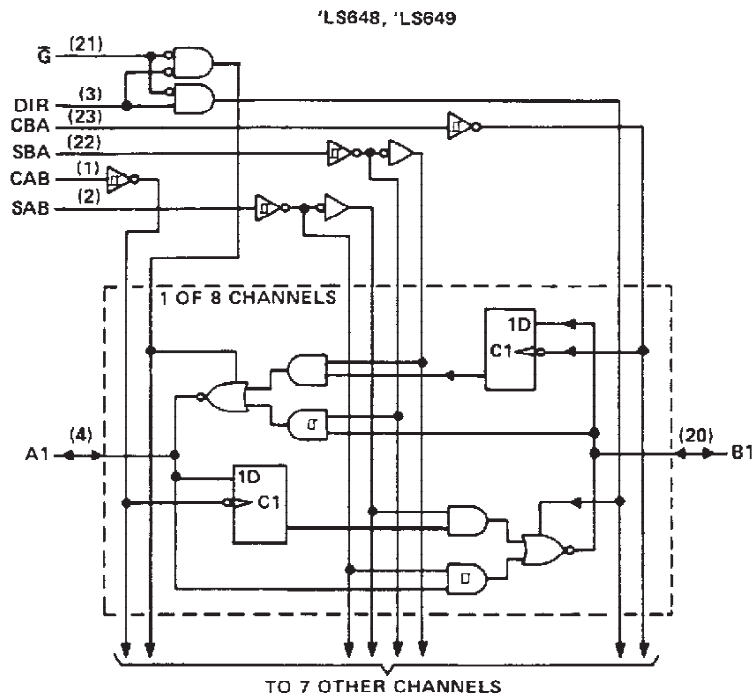 'LS648, 'LS649
G̅ (21)
DIR (3)
CBA (23)
SBA (22)
CAB (1)
SAB (2)
1 OF 8 CHANNELS
1D
C1
A1 (4)
(20) B1
1D
C1
TO 7 OTHER CHANNELS